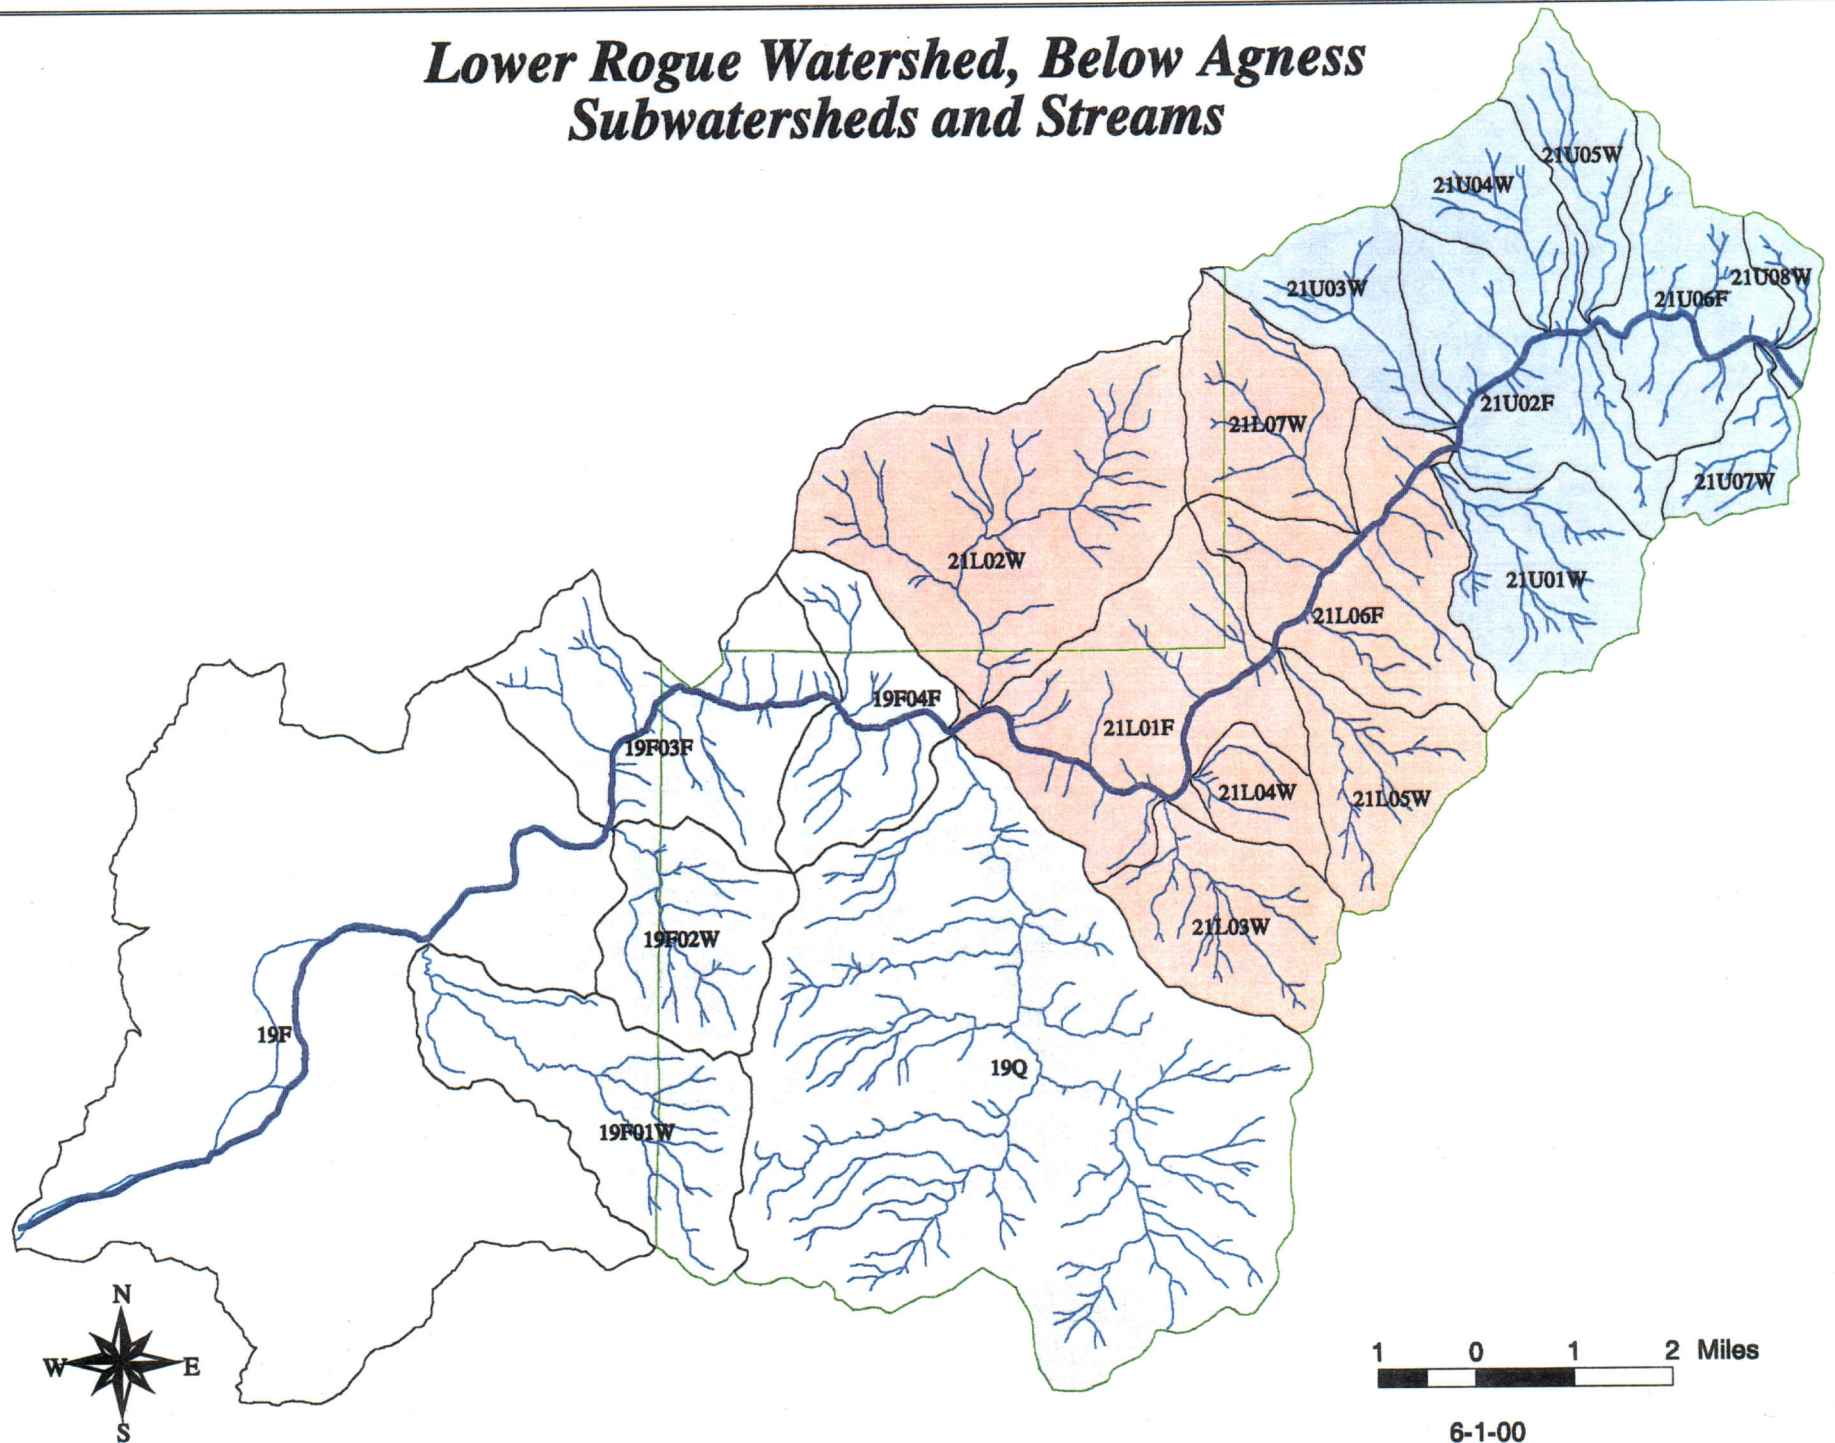 Lower Rogue Watershed, Below Agness
Subwatersheds and Streams
21U05W
21U04W
21U03W
21U08W
21U06F
21U02F
21L07W
21U07W
21L02W
21U01W
21L06F
19F04F
21L01F
19F03F
21L04W
21L05W
21L03W
19F02W
19F
19Q
19F01W
N
W E
S
1 0 1 2 Miles
6-1-00